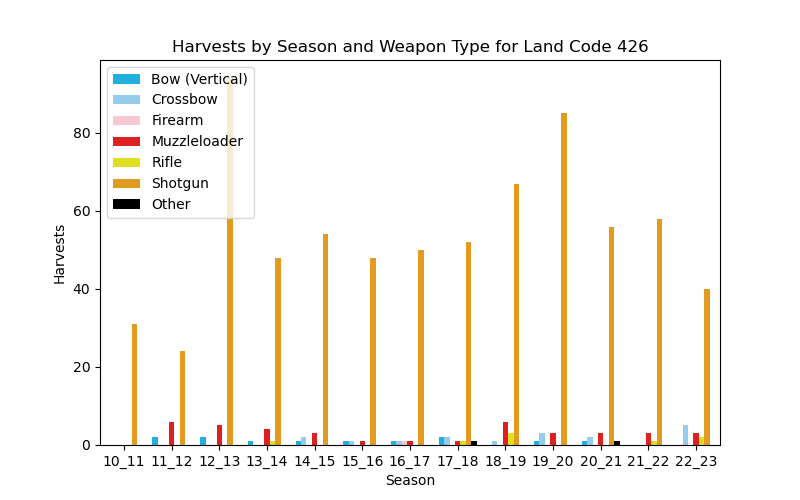 Harvests by Season and Weapon Type for Land Code 426
Bow (Vertical)
Crossbow
Firearm
Muzzleloader
Rifle
Shotgun
Other
80
60
40
20
0
Harvests
10_11 11_12 12_13 13_14 14_15 15_16 16_17 17_18 18_19 19_20 20_21 21_22 22_23
Season